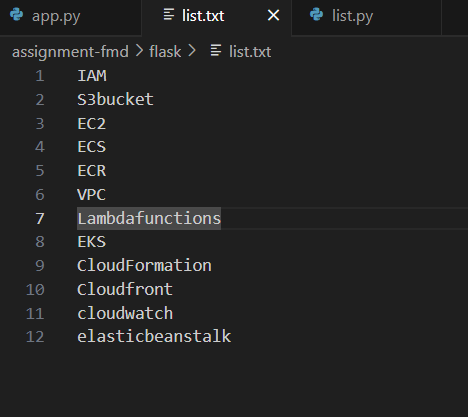 app.py list.txt list.py
assignment-fmd > flask > list.txt
1 IAM
2 S3bucket
3 EC2
4 ECS
5 ECR
6 VPC
7 Lambdafunctions
8 EKS
9 CloudFormation
10 Cloudfront
11 cloudwatch
12 elasticbeanstalk